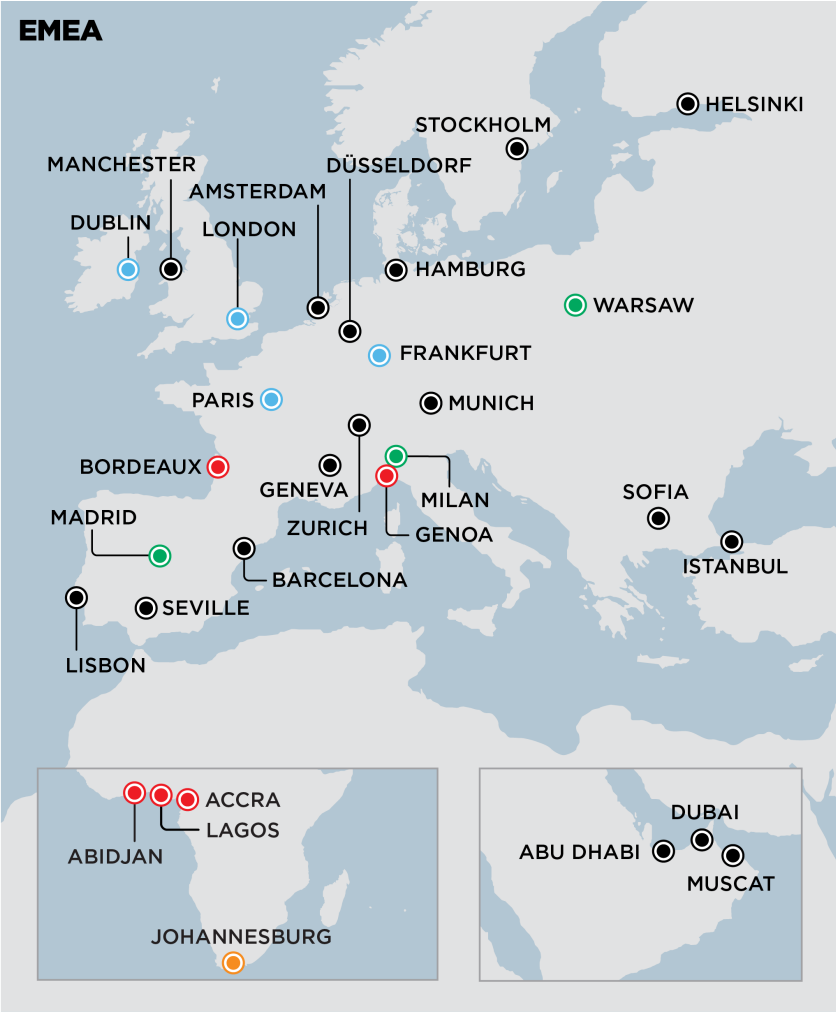 EMEA
HELSINKI
STOCKHOLM
MANCHESTER
DÜSSELDORF
AMSTERDAM
DUBLIN
LONDON
HAMBURG
WARSAW
FRANKFURT
PARIS
MUNICH
BORDEAUX
GENEVA
MILAN
SOFIA
MADRID
ZURICH
GENOA
ISTANBUL
BARCELONA
SEVILLE
LISBON
ACCRA
LAGOS
ABIDJAN
JOHANNESBURG
DUBAI
ABU DHABI
MUSCAT